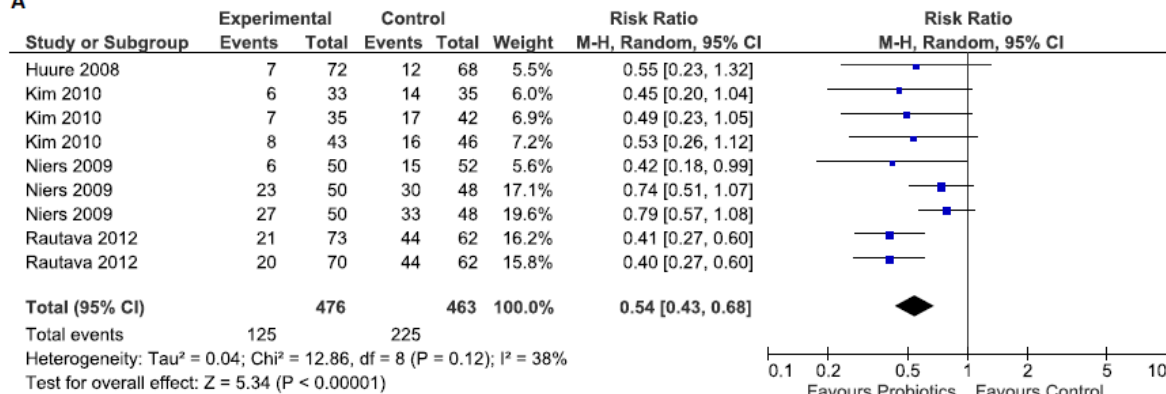 A
Experimental Control Risk Ratio Risk Ratio
Study or Subgroup Events Total Events Total Weight M-H, Random, 95% CI M-H, Random, 95% CI
Huure 2008 7 72 12 68 5.5% 0.55 [0.23, 1.32]
Kim 2010 6 33 14 35 6.0% 0.45 [0.20, 1.04]
Kim 2010 7 35 17 42 6.9% 0.49 [0.23, 1.05]
Kim 2010 8 43 16 46 7.2% 0.53 [0.26, 1.12]
Niers 2009 6 50 15 52 5.6% 0.42 [0.18, 0.99]
Niers 2009 23 50 30 48 17.1% 0.74 [0.51, 1.07]
Niers 2009 27 50 33 48 19.6% 0.79 [0.57, 1.08]
Rautava 2012 21 73 44 62 16.2% 0.41 [0.27, 0.60]
Rautava 2012 20 70 44 62 15.8% 0.40 [0.27, 0.60]
Total (95% CI) 476 463 100.0% 0.54 [0.43, 0.68]
Total events 125 225
Heterogeneity: Tau² = 0.04; Chi² = 12.86, df = 8 (P = 0.12); I² = 38%
Test for overall effect: Z = 5.34 (P < 0.00001)
0.1 0.2 0.5 1 2 5 10
Favours Probiotics Favours Control